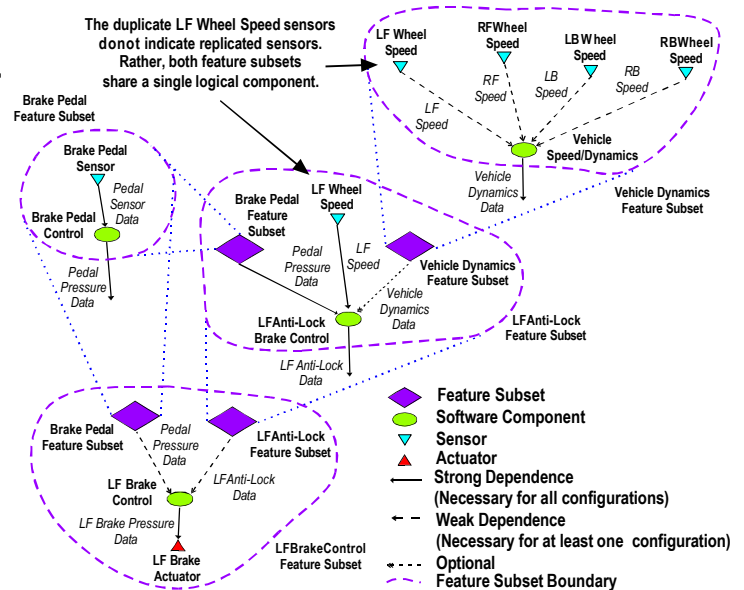 The duplicate LF Wheel Speed sensors
donot indicate replicated sensors.
Rather, both feature subsets
share a single logical component.
LF Wheel
Speed
RFWheel
Speed
LB Wheel
Speed
RBWheel
Speed
LF
Speed
RF
Speed
LB
Speed
RB
Speed
Vehicle
Speed/Dynamics
Vehicle
Dynamics
Data
Vehicle Dynamics
Feature Subset
Brake Pedal
Feature Subset
Brake Pedal
Sensor
Pedal
Sensor
Data
Brake Pedal
Control
Pedal
Pressure
Data
Brake Pedal
Feature
Subset
LF Wheel
Speed
Pedal
Pressure
Data
LF
Speed
Vehicle Dynamics
Feature Subset
Vehicle
Dynamics
Data
LFAnti-Lock
Brake Control
LFAnti-Lock
Feature Subset
LF Anti-Lock
Data
Brake Pedal
Feature Subset
Pedal
Pressure
Data
LFAnti-Lock
Feature Subset
LF Brake
Control
LFAnti-Lock
Data
LF Brake Pressure
Data
LF Brake
Actuator
LFBrakeControl
Feature Subset
Feature Subset
Software Component
Sensor
Actuator
Strong Dependence
(Necessary for all configurations)
Weak Dependence
(Necessary for at least one configuration)
Optional
Feature Subset Boundary